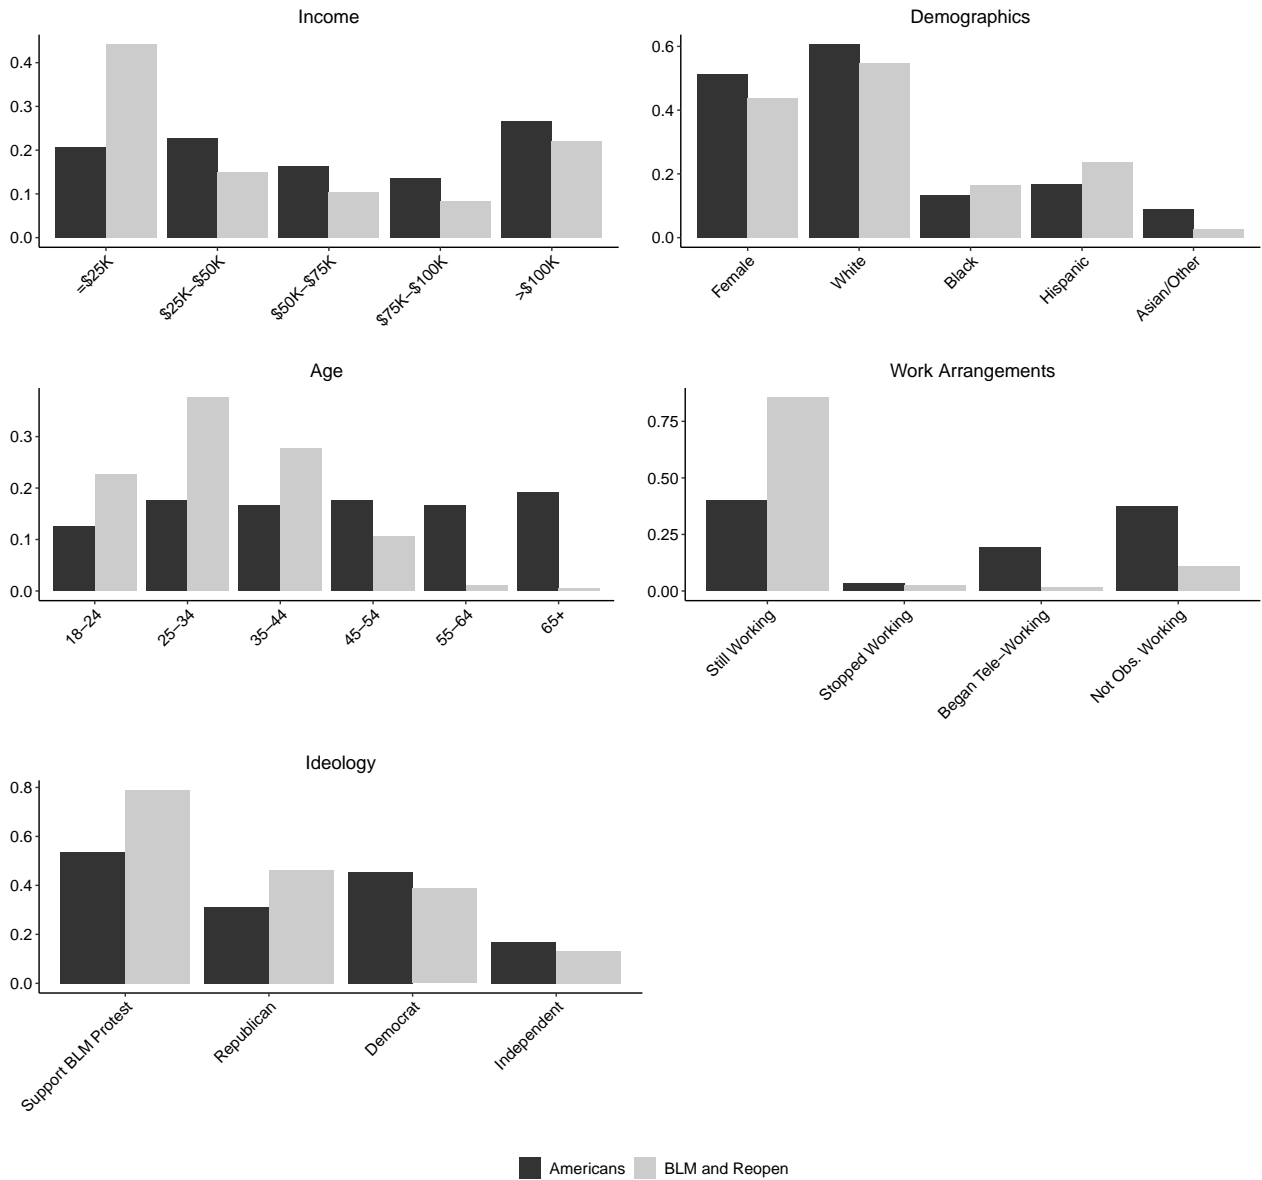 Income
0.4
0.3
0.2
0.1
0.0
=$25K
$25K–$50K
$50K–$75K
$75K–$100K
>$100K
Demographics
0.6
0.4
0.2
0.0
Female
White
Black
Hispanic
Asian/Other
Age
0.3
0.2
0.1
0.0
18–24
25–34
35–44
45–54
55–64
65+
Work Arrangements
0.75
0.50
0.25
0.00
Still Working
Stopped Working
Began Tele–Working
Not Obs. Working
Ideology
0.8
0.6
0.4
0.2
0.0
Support BLM Protest
Republican
Democrat
Independent
Americans
BLM and Reopen